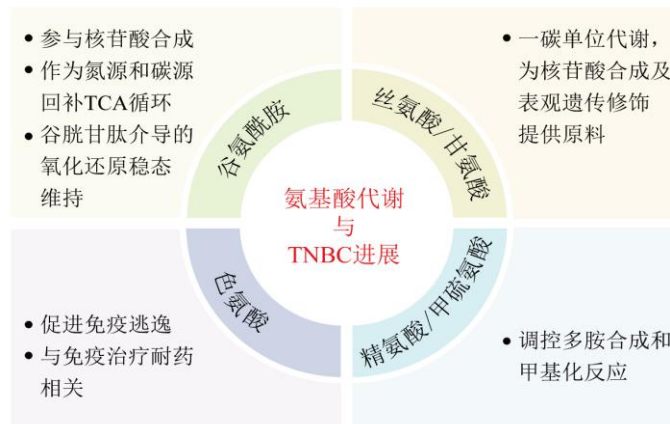 • 参与核苷酸合成
• 作为氮源和碳源
回补TCA循环
• 谷胱甘肽介导的
氧化还原稳态
维持
谷氨酰胺
丝氨酸/甘氨酸
• 一碳单位代谢，
为核苷酸合成及
表观遗传修饰
提供原料
氨基酸代谢
与
TNBC进展
色氨酸
• 促进免疫逃逸
• 与免疫治疗耐药
相关
精氨酸/甲硫氨酸
• 调控多胺合成和
甲基化反应